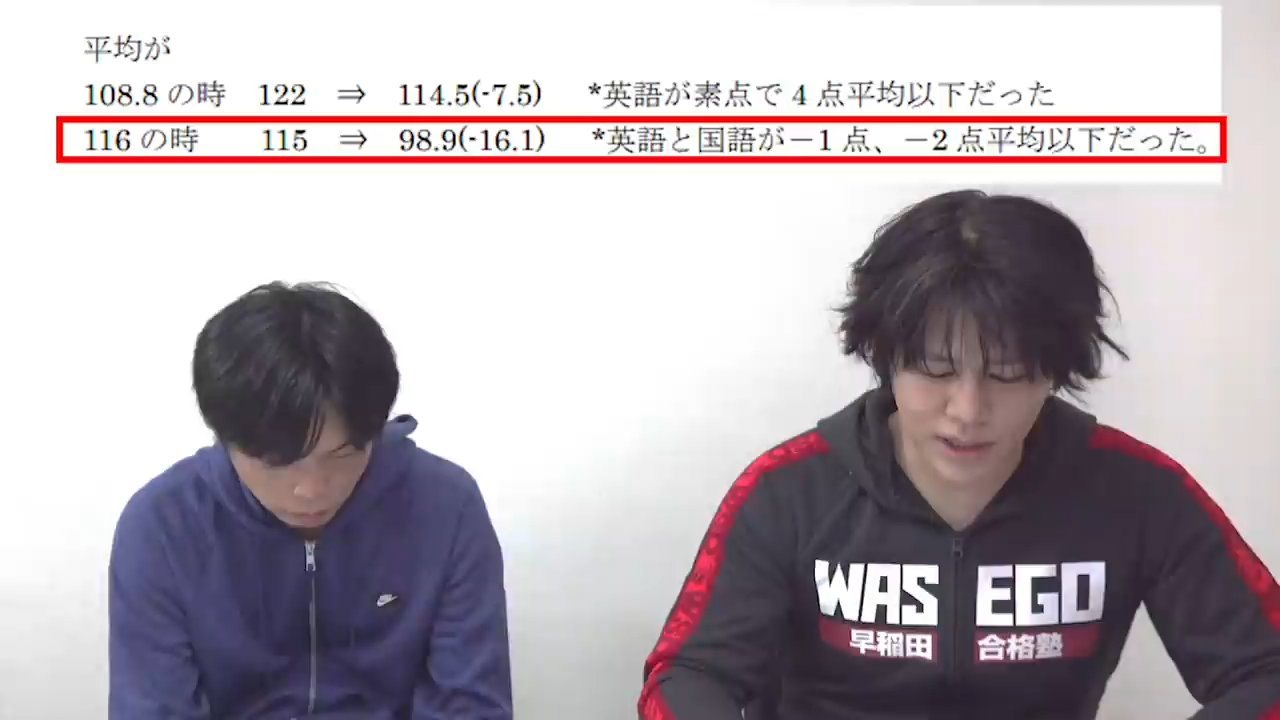 平均が
108.8 の時 122 ⇒ 114.5(-7.5) *英語が素点で 4 点平均以下だった
116 の時 115 ⇒ 98.9(-16.1) *英語と国語が－1 点、－2 点平均以下だった。
WAS EGO
早稲田 合格塾